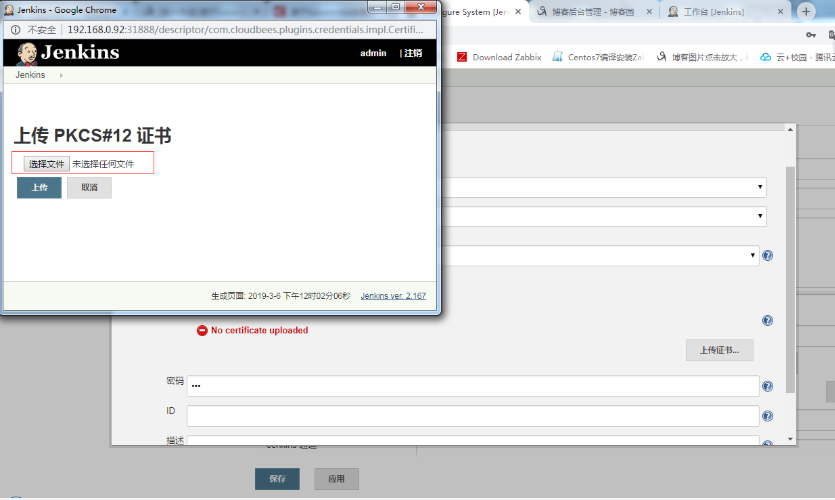 Jenkins - Google Chrome
不安全 192.168.0.92:31888/descriptor/com.cloudbees.plugins.credentials.impl.Certifi...
Jenkins
admin | 注销
Jenkins
上传 PKCS#12 证书
选择文件 未选择任何文件
上传 取消
生成页面: 2019-3-6 下午12时02分06秒 Jenkins ver. 2.167
gure System [Jen
博客后台管理 - 博客园
工作台 [Jenkins]
Download Zabbix
Centos7编译安装Za
博客图片点击放大
云+校园 - 腾讯云
No certificate uploaded
上传证书...
密码 •••
ID
描述
保存 应用